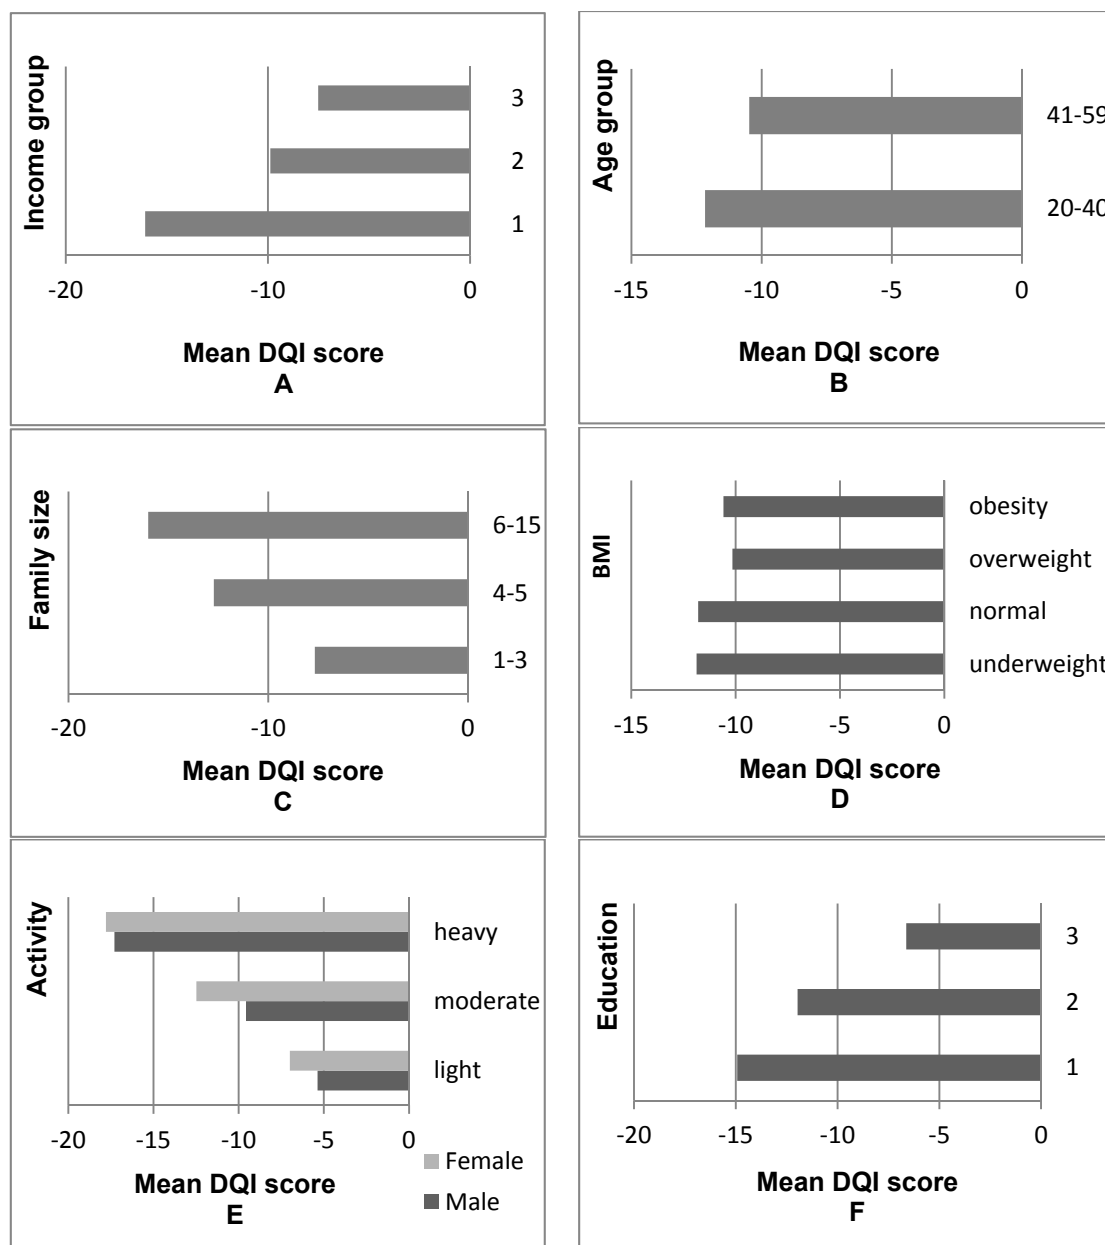 Income group
3
2
1
-20 -10 0
Mean DQI score
A
Age group
41-59
20-40
-15 -10 -5 0
Mean DQI score
B
Family size
6-15
4-5
1-3
-20 -10 0
Mean DQI score
C
BMI
obesity
overweight
normal
underweight
-15 -10 -5 0
Mean DQI score
D
Activity
heavy
moderate
light
-20 -15 -10 -5 0
Female
Male
Mean DQI score
E
Education
3
2
1
-20 -15 -10 -5 0
Mean DQI score
F